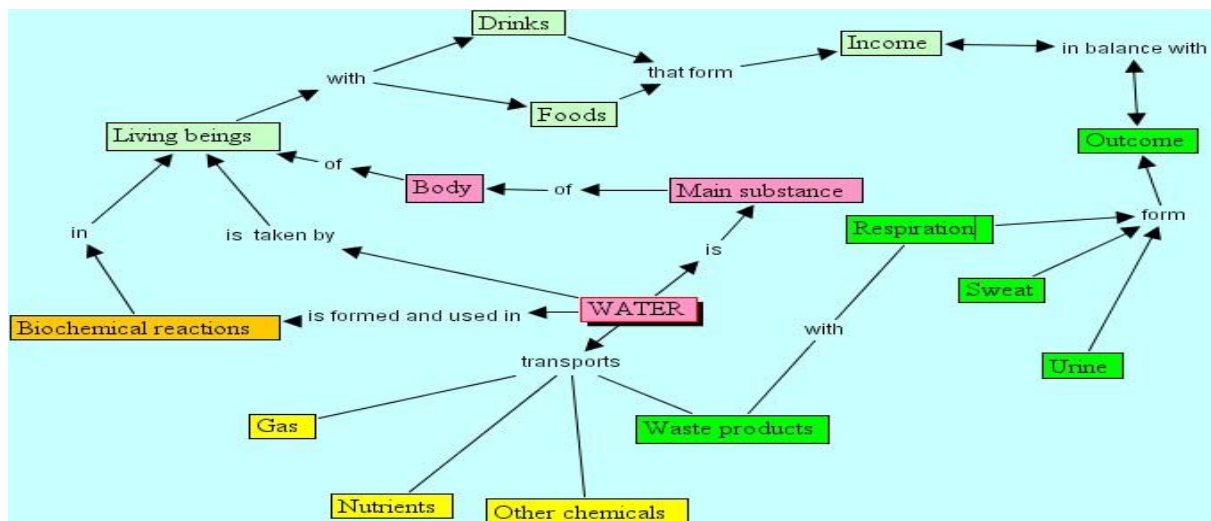 Drinks
Income
in balance with
with
that form
Foods
Living beings
Outcome
of
Body
of
Main substance
in
is taken by
Respiration
form
is
Sweat
WATER
is formed and used in
Biochemical reactions
with
transports
Urine
Gas
Waste products
Nutrients
Other chemicals